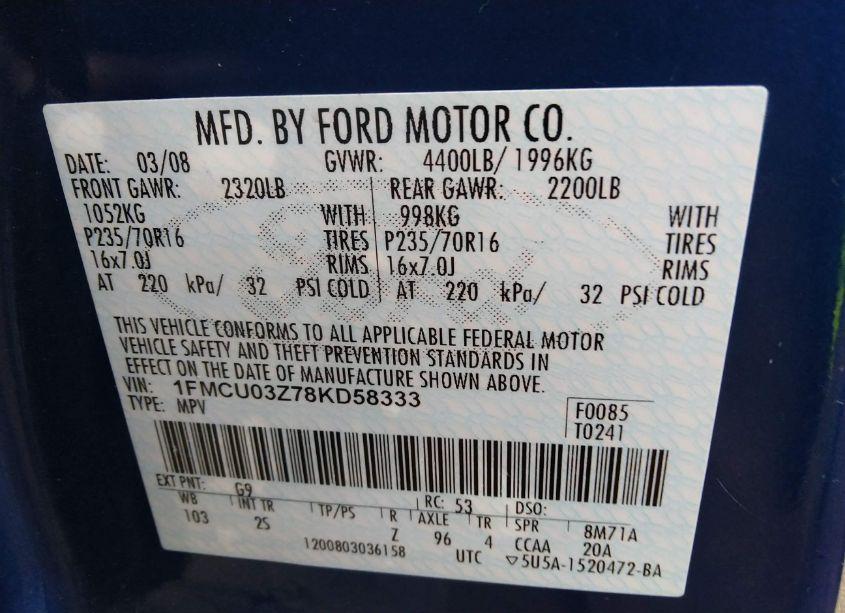 MFD. BY FORD MOTOR CO.
DATE: 03/08 GVWR: 4400LB/ 1996KG
FRONT GAWR: 2320LB REAR GAWR: 2200LB
1052KG WITH 998KG WITH
P235/70R16 TIRES P235/70R16 TIRES
16x7.0J RIMS 16x7.0J RIMS
AT 220 kPa/ 32 PSI COLD AT 220 kPa/ 32 PSI COLD
THIS VEHICLE CONFORMS TO ALL APPLICABLE FEDERAL MOTOR
VEHICLE SAFETY AND THEFT PREVENTION STANDARDS IN
EFFECT ON THE DATE OF MANUFACTURE SHOWN ABOVE.
VIN: 1FMCU03Z78KD58333
TYPE: MPV
F0085
T0241
EXT PNT: G9 RC: 53 DSO:
WB INT TR TP/PS R AXLE TR SPR 8M71A
103 2S Z 96 4 CCAA 20A
1200803036158 UTC ▽5U5A-1520472-BA